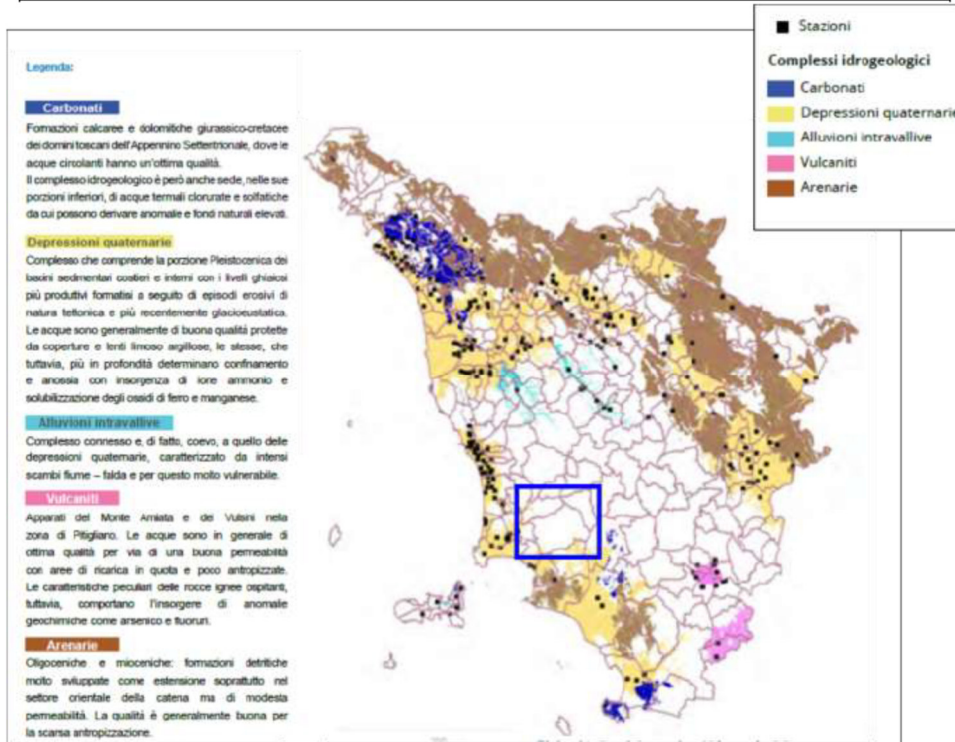 Legenda:
Carbonati
Formazioni calcaree e dolomitiche giurassico-cretacee
dei domini toscani dell'Appennino Settentrionale, dove le
acque circolanti hanno un'ottima qualità.
Il complesso idrogeologico è però anche sede, nelle sue
porzioni inferiori, di acque termali clorurate e solfatiche
da cui possono derivare anomalie e fondi naturali elevati.
Depressioni quaternarie
Complesso che comprende la porzione Pleistocenica dei
bacini sedimentari costieri e interni con i livelli ghiaiosi
più produttivi formatisi a seguito di episodi erosivi di
natura tettonica e più recentemente glacioeustatica.
Le acque sono generalmente di buona qualità protette
da coperture e lenti limoso argillose, le stesse, che
tuttavia, più in profondità determinano confinamento
e anossia con insorgenza di ione ammonio e
solubilizzazione degli ossidi di ferro e manganese.
Alluvioni intravallive
Complesso connesso e, di fatto, coevo, a quello delle
depressioni quaternarie, caratterizzato da intensi
scambi fiume – falda e per questo molto vulnerabile.
Vulcaniti
Apparati del Monte Amiata e dei Vulsini nella
zona di Pitigliano. Le acque sono in generale di
ottima qualità per via di una buona permeabilità
con aree di ricarica in quota e poco antropizzate.
Le caratteristiche peculiari delle rocce ignee ospitanti,
tuttavia, comportano l'insorgere di anomalie
geochimiche come arsenico e fluoruri.
Arenarie
Oligoceniche e mioceniche: formazioni detritiche
molto sviluppate come estensione soprattutto nel
settore orientale della catena ma di modesta
permeabilità. La qualità è generalmente buona per
la scarsa antropizzazione.
Stazioni
Complessi idrogeologici
Carbonati
Depressioni quaternarie
Alluvioni intravallive
Vulcaniti
Arenarie